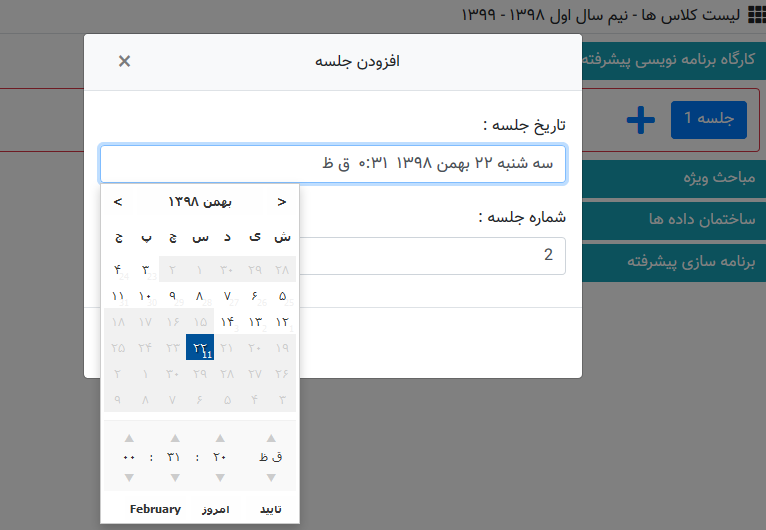 لیست کلاس ها - نیم سال اول ۱۳۹۸ - ۱۳۹۹
افزودن جلسه ×
کارگاه برنامه نویسی پیشرفته
جلسه 1
مباحث ویژه
ساختمان داده ها
برنامه سازی پیشرفته
تاریخ جلسه :
سه شنبه ۲۲ بهمن ۱۳۹۸ ۰:۳۱ ق ظ
شماره جلسه :
2
< بهمن ۱۳۹۸ >
ش ی د س چ پ ج
۲۸ ۲۹ ۳۰ ۱ ۲ ۳ ۴
۵ ۶ ۷ ۸ ۹ ۱۰ ۱۱
۱۲ ۱۳ ۱۴ ۱۵ ۱۶ ۱۷ ۱۸
۱۹ ۲۰ ۲۱ ۲۲ 11 ۲۳ ۲۴ ۲۵
۲۶ ۲۷ ۲۸ ۲۹ ۳۰ ۱ ۲
۳ ۴ ۵ ۶ ۷ ۸ ۹
۰۰ : ۳۱ : ۲۰ ق ظ
تایید امروز February